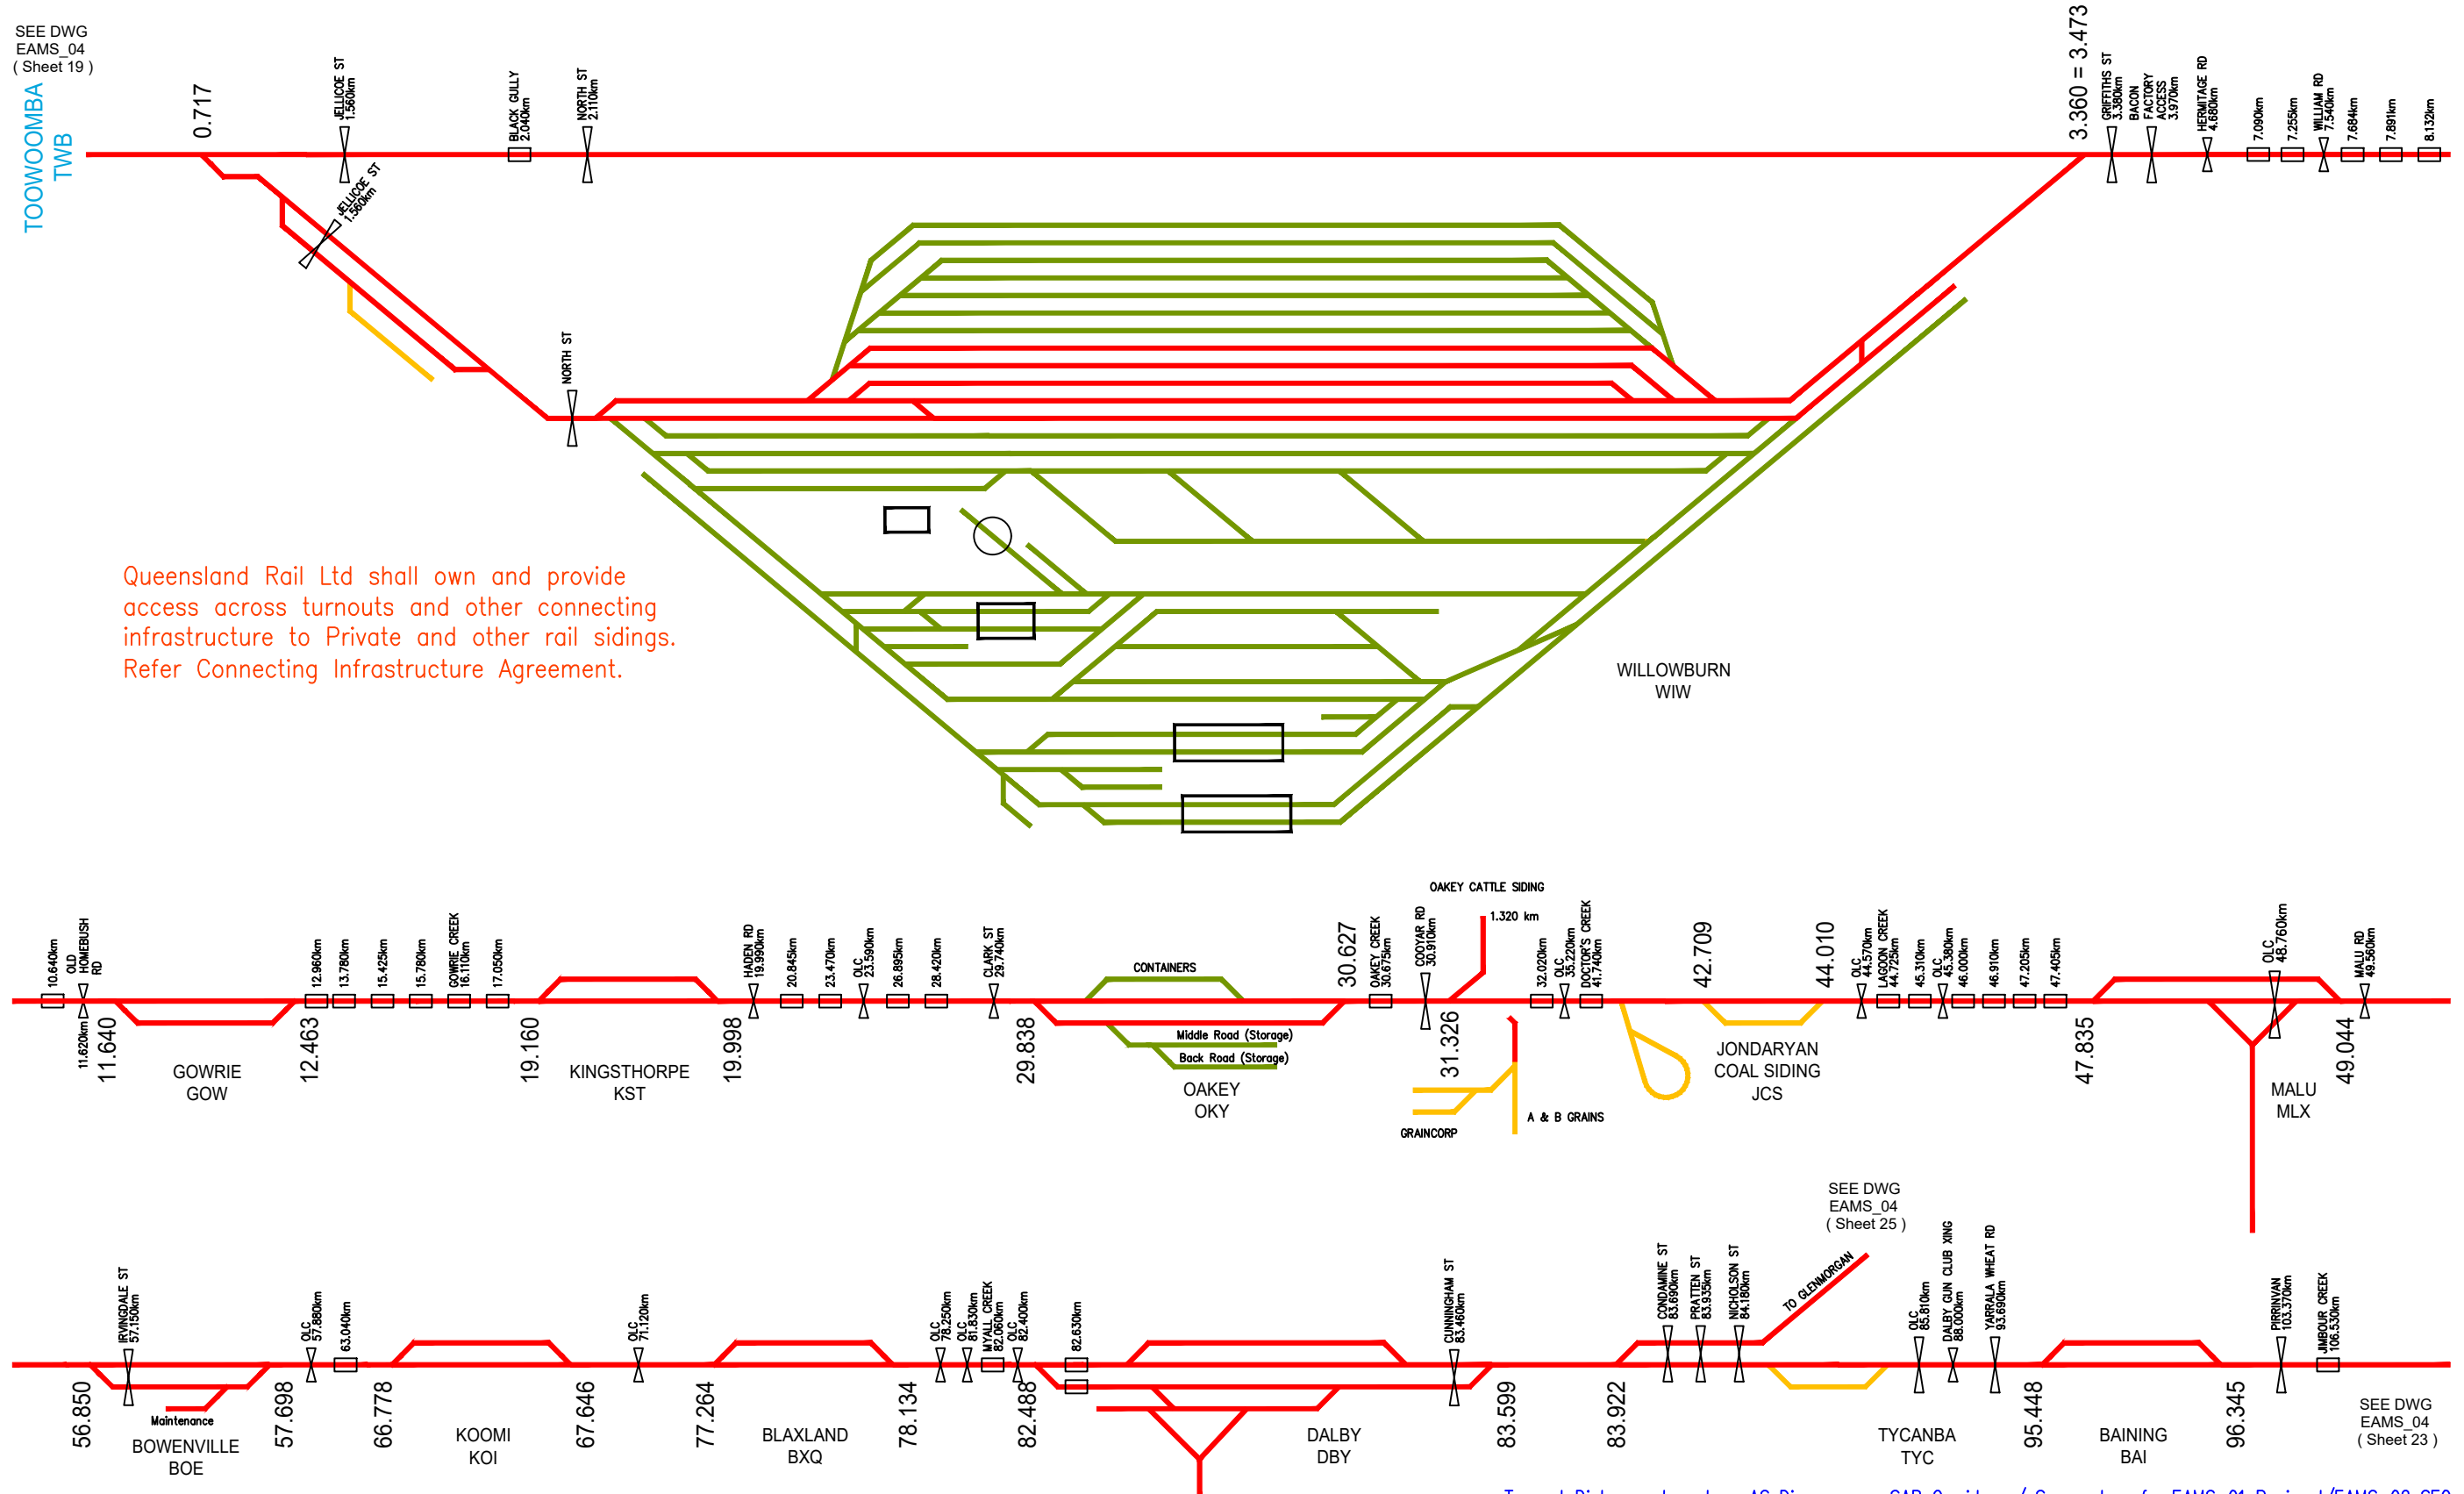 SEE DWG
EAMS_04
( Sheet 19 )
TOOWOOMBA
TWB
0.717
JELLICOE ST
1.560km
JELLICOE ST
1.560km
BLACK GULLY
2.040km
NORTH ST
2.110km
3.360 = 3.473
GRIFFITHS ST
3.380km
BACON
FACTORY
ACCESS
3.970km
HERMITAGE RD
4.680km
7.090km
7.255km
WILLIAM RD
7.540km
7.684km
7.891km
8.132km
NORTH ST
Queensland Rail Ltd shall own and provide
access across turnouts and other connecting
infrastructure to Private and other rail sidings.
Refer Connecting Infrastructure Agreement.
WILLOWBURN
WIW
10.640km
OLD
HOMEBUSH
RD
11.620km
11.640
GOWRIE
GOW
12.463
12.960km
13.780km
15.425km
15.780km
GOWRIE CREEK
16.110km
17.050km
19.160
KINGSTHORPE
KST
19.998
HADEN RD
19.990km
20.845km
23.470km
OLC
23.590km
26.895km
28.420km
CLARK ST
29.740km
29.838
CONTAINERS
Middle Road (Storage)
Back Road (Storage)
OAKEY
OKY
30.627
OAKEY CREEK
30.675km
COOYAR RD
30.910km
31.326
OAKEY CATTLE SIDING
1.320 km
GRAINCORP
A & B GRAINS
32.020km
OLC
35.220km
DOCTOR'S CREEK
41.740km
42.709
JONDARYAN
COAL SIDING
JCS
44.010
OLC
44.570km
LAGOON CREEK
44.725km
45.310km
OLC
45.380km
46.000km
46.910km
47.205km
47.405km
47.835
OLC
48.760km
MALU
MLX
49.044
MALU RD
49.560km
56.850
IRVINGDALE ST
57.150km
Maintenance
BOWENVILLE
BOE
57.698
OLC
57.880km
63.040km
66.778
KOOMI
KOI
67.646
OLC
71.120km
77.264
BLAXLAND
BXQ
78.134
OLC
78.250km
OLC
81.830km
MYALL CREEK
82.060km
OLC
82.400km
82.488
82.630km
DALBY
DBY
CUNNINGHAM ST
83.460km
83.599
83.922
CONDAMINE ST
83.690km
PRATTEN ST
83.935km
NICHOLSON ST
84.180km
TO GLENMORGAN
SEE DWG
EAMS_04
( Sheet 25 )
OLC
85.810km
DALBY GUN CLUB XING
88.000km
YARRALA WHEAT RD
93.690km
TYCANBA
TYC
95.448
BAINING
BAI
96.345
PIRRINVAN
103.370km
JIMBOUR CREEK
106.530km
SEE DWG
EAMS_04
( Sheet 23 )